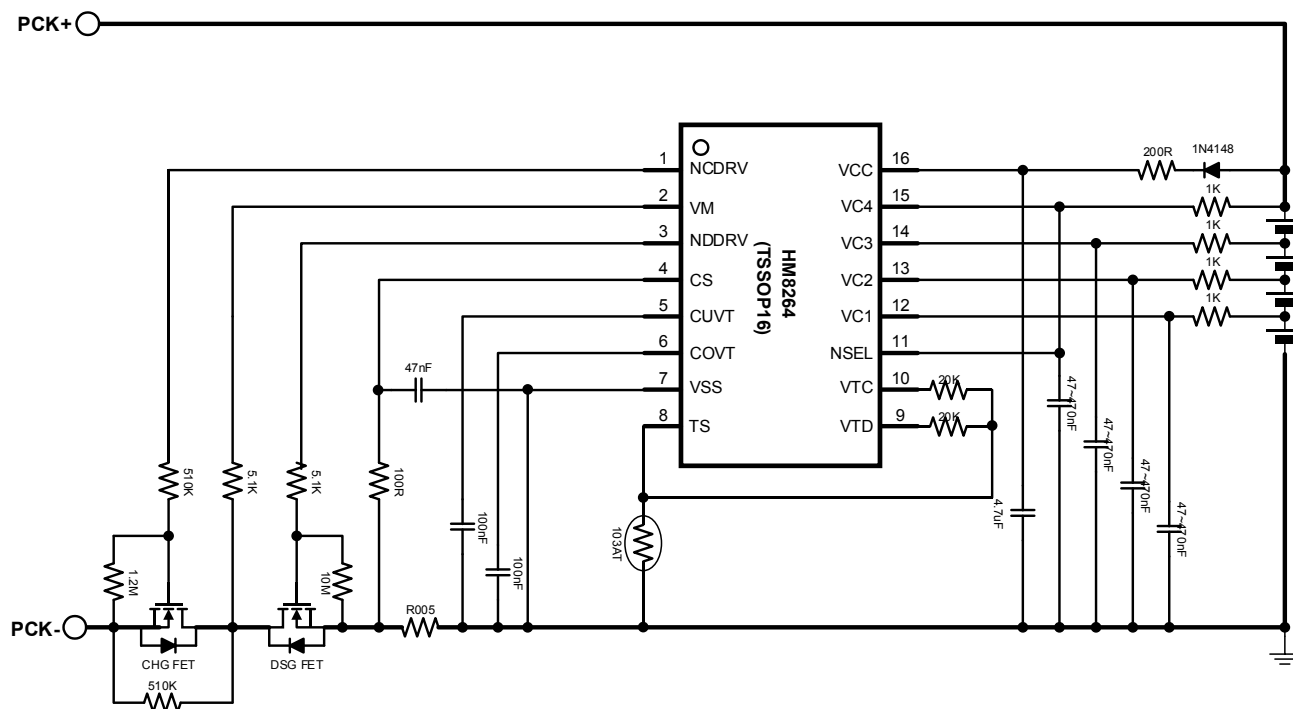 PCK+
HM8264
(TSSOP16)
1
NCDRV
2
VM
3
NDDRV
4
CS
5
CUVT
6
COVT
7
VSS
8
TS
VCC
16
VC4
15
VC3
14
VC2
13
VC1
12
NSEL
11
VTC
10
VTD
9
200R
1N4148
1K
1K
1K
1K
20K
20K
47nF
510K
5.1K
5.1K
100R
100nF
100nF
103AT
4.7uF
47~470nF
47~470nF
47~470nF
47~470nF
1.2M
10M
R005
PCK-
CHG FET
DSG FET
510K